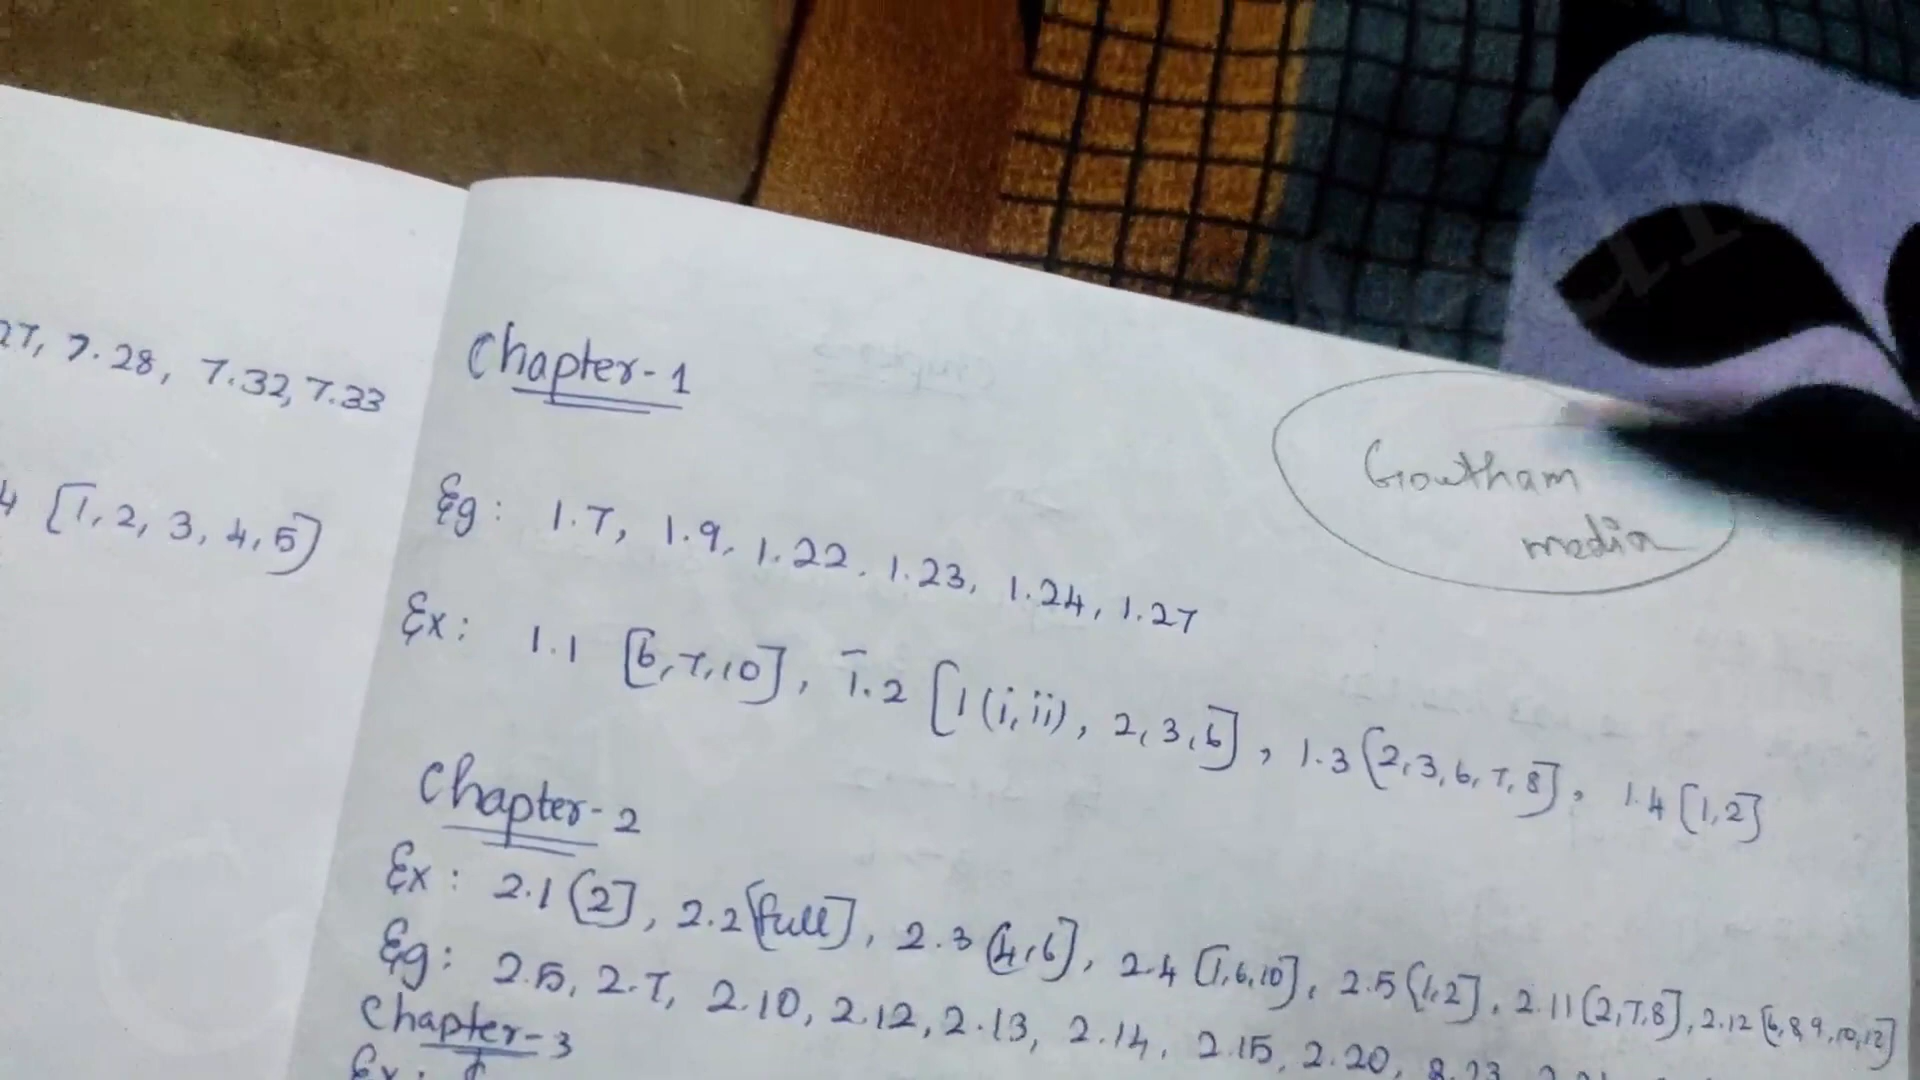 27, 7.28, 7.32, 7.33
4 [1, 2, 3, 4, 5]
Chapter-1
Gowtham
media
Eg: 1.7, 1.9, 1.22, 1.23, 1.24, 1.27
Ex: 1.1 [6, 7, 10], 1.2 [1 (i, ii), 2, 3, 6], 1.3 [2, 3, 6, 7, 8], 1.4 [1, 2]
Chapter-2
Ex: 2.1 [2], 2.2 [full], 2.3 [4, 6], 2.4 [1, 6, 10], 2.5 [1, 2], 2.11 [2, 7, 8], 2.12 [6, 8, 9, 10, 12]
Eg: 2.5, 2.7, 2.10, 2.12, 2.13, 2.14, 2.15, 2.20, 2.23
Chapter-3
Ex: